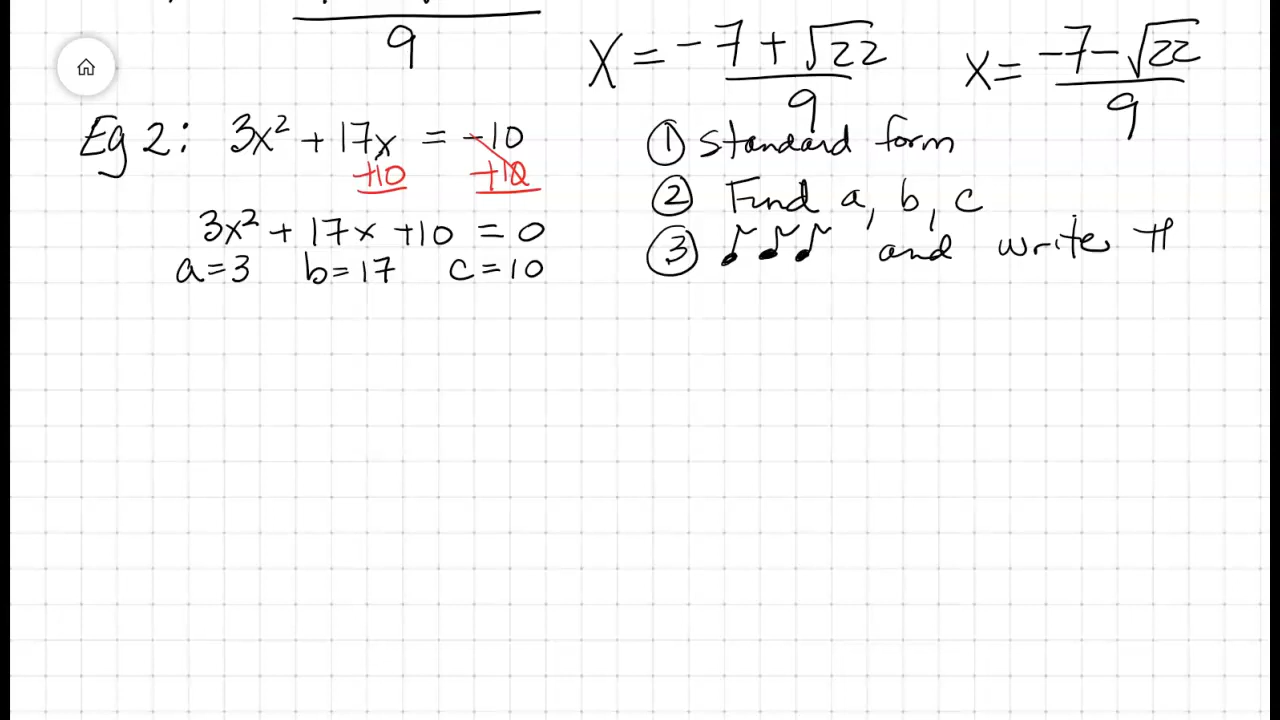 9
x = -7 + √22 / 9    x = -7 - √22 / 9
Eg 2: 3x² + 17x = -10
+10 +10
3x² + 17x + 10 = 0
a = 3 b = 17 c = 10
① Standard form
② Find a, b, c
③ ♪♪♪ and write